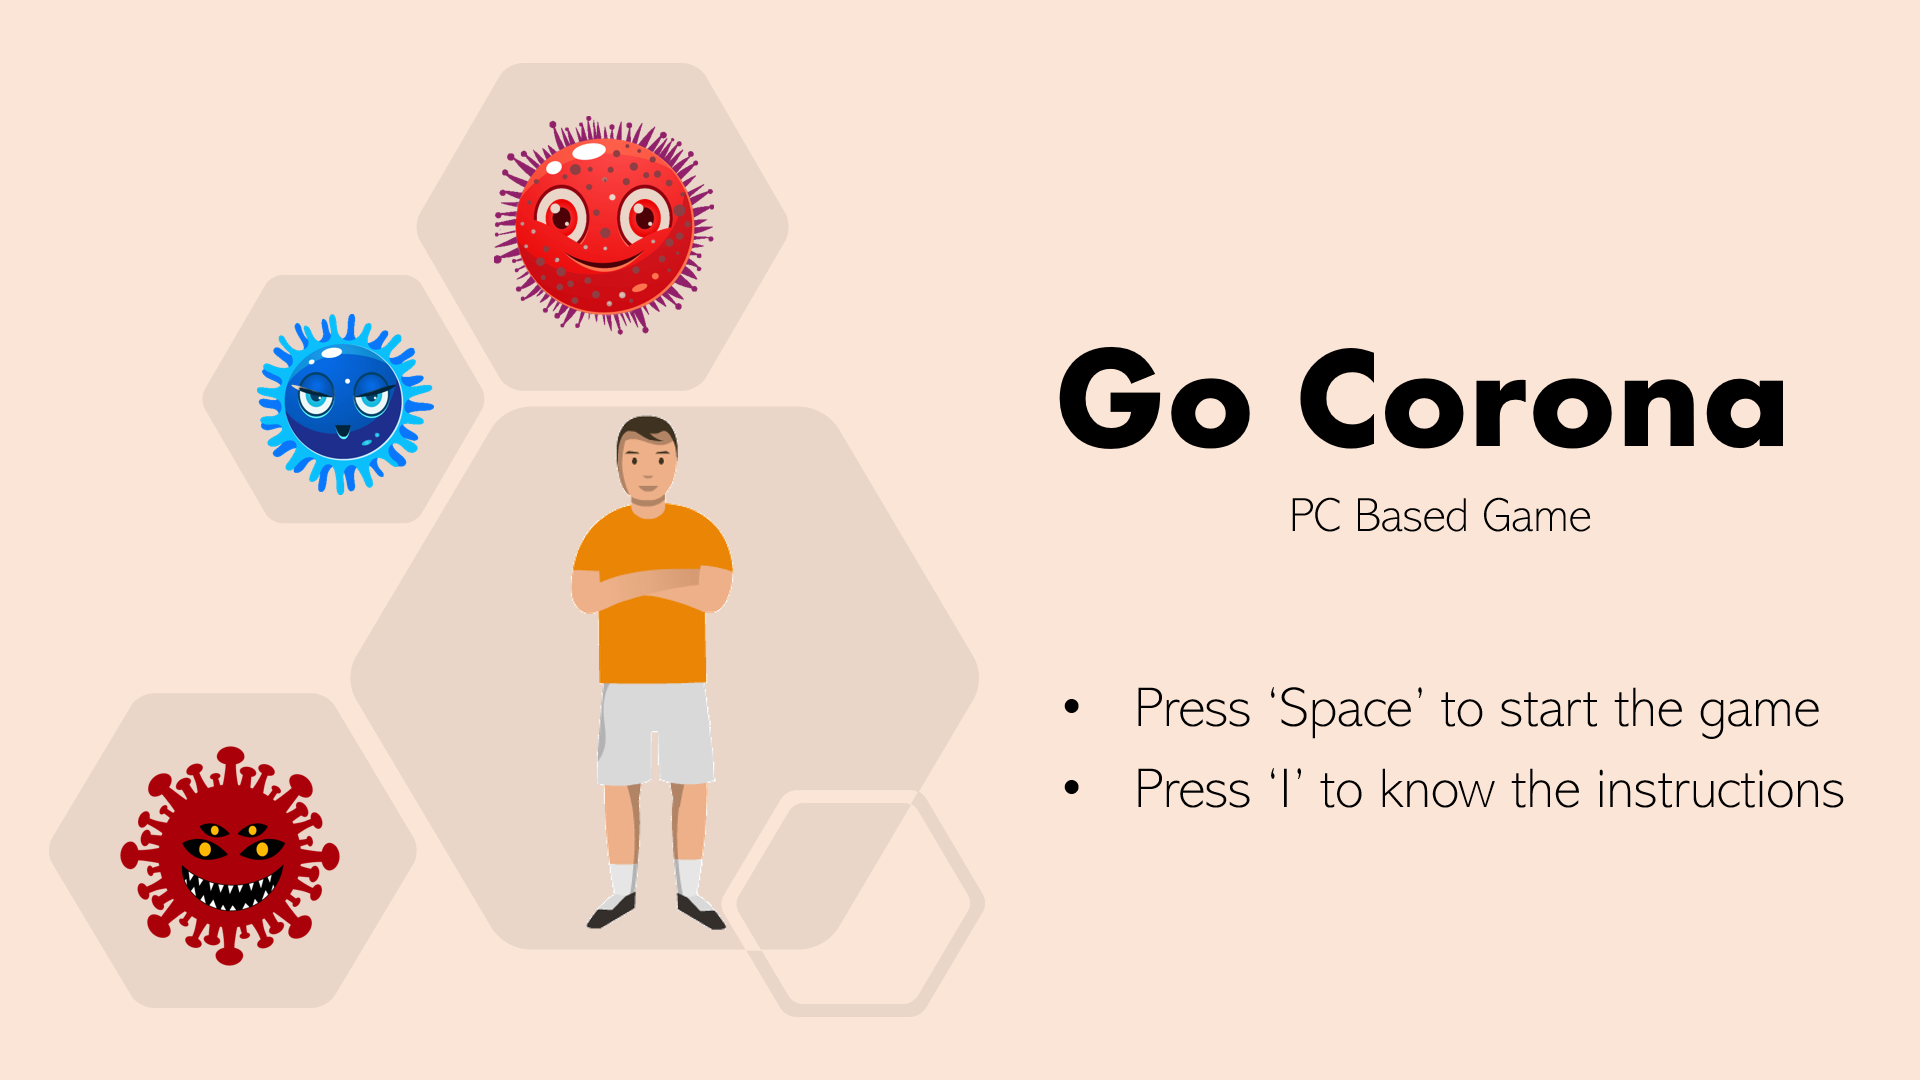 Go Corona
PC Based Game
• Press ‘Space’ to start the game
• Press ‘I’ to know the instructions